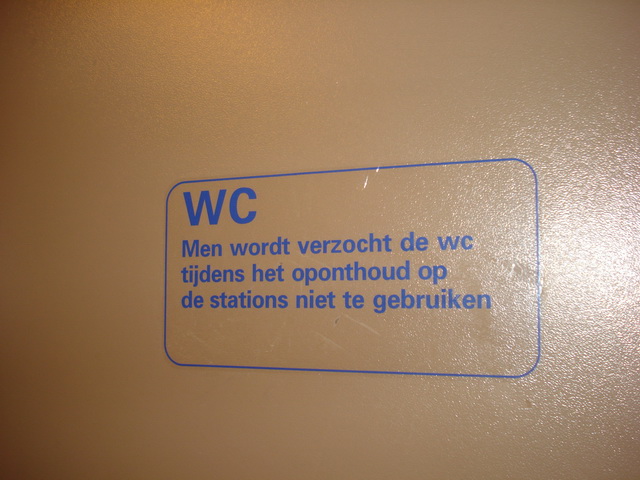 WC
Men wordt verzocht de wc
tijdens het oponthoud op
de stations niet te gebruiken